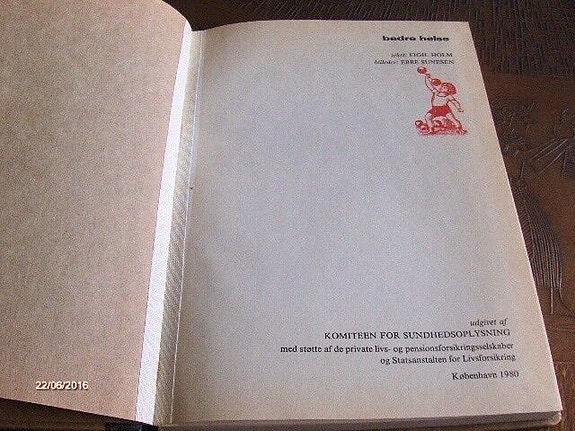 bedre helse
tekst: EIGIL HOLM
billeder: EBBE SUNESEN
udgivet af
KOMITEEN FOR SUNDHEDSOPLYSNING
med støtte af de private livs- og pensionsforsikringsselskaber
og Statsanstalten for Livsforsikring
København 1980
22/06/2016